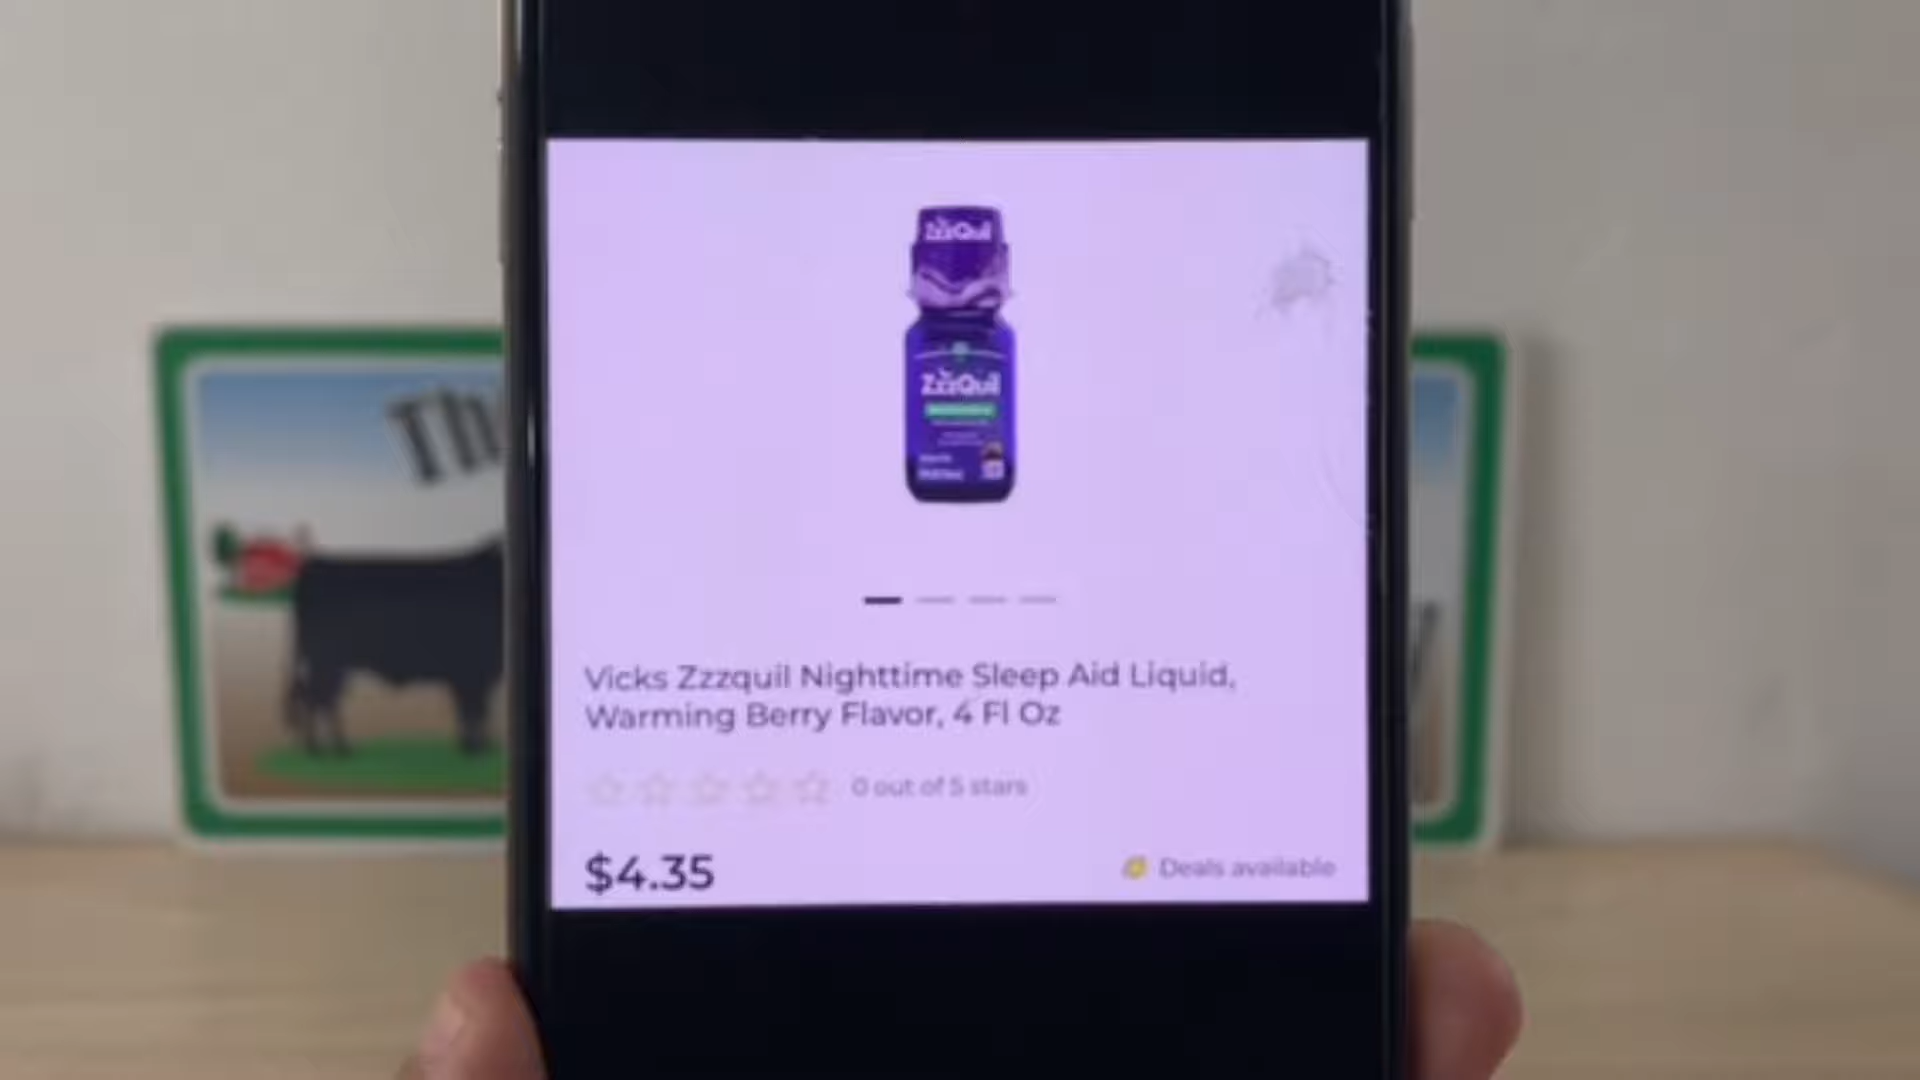 Th
ZzzQuil
ZzzQuil
Vicks Zzzquil Nighttime Sleep Aid Liquid,
Warming Berry Flavor, 4 Fl Oz
0 out of 5 stars
$4.35
Deals available